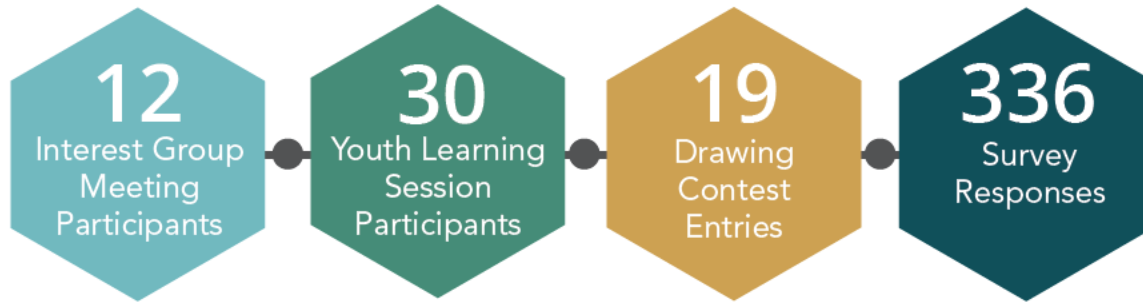 12
Interest Group
Meeting
Participants
30
Youth Learning
Session
Participants
19
Drawing
Contest
Entries
336
Survey
Responses